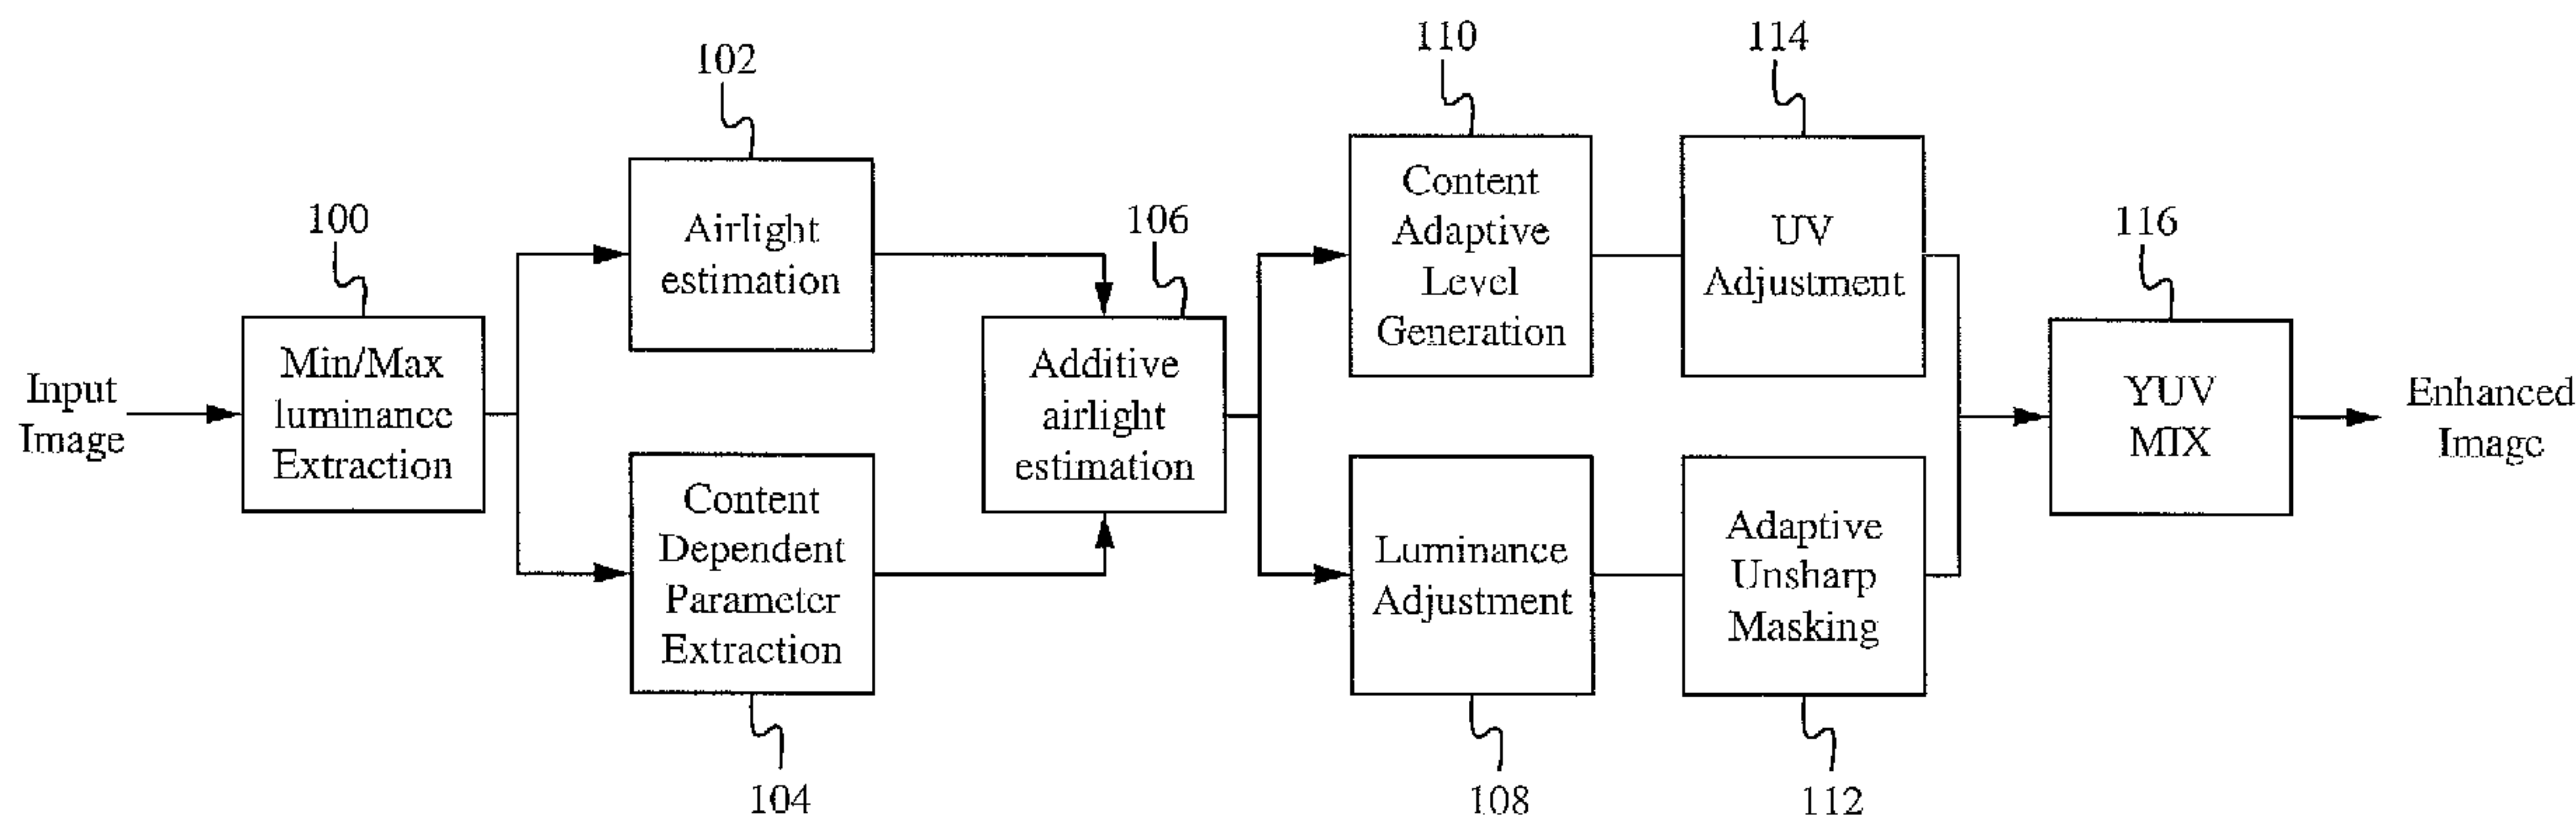 Input
Image
100
Min/Max
luminance
Extraction
102
Airlight
estimation
Content
Dependent
Parameter
Extraction
104
106
Additive
airlight
estimation
110
Content
Adaptive
Level
Generation
114
UV
Adjustment
Luminance
Adjustment
108
Adaptive
Unsharp
Masking
112
116
YUV
MIX
Enhanced
Image